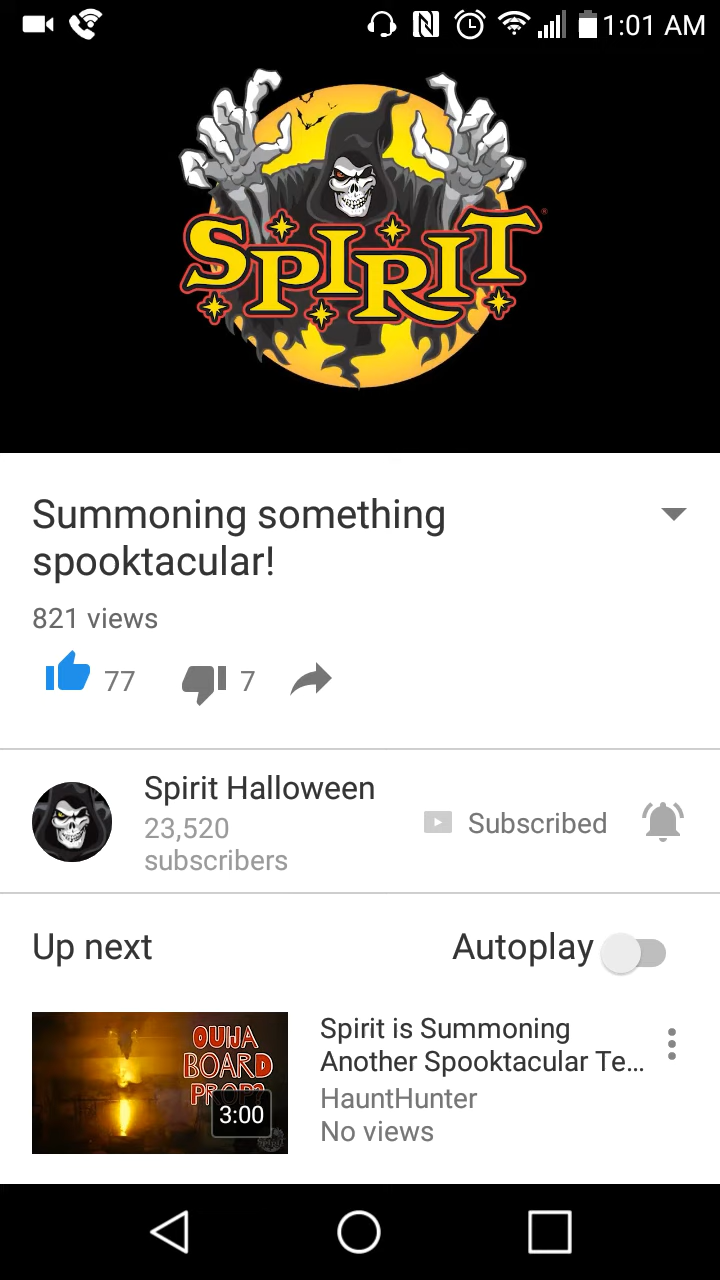 1:01 AM
SPIRIT
Summoning something
spooktacular!
821 views
77 7
Spirit Halloween
23,520
subscribers
Subscribed
Up next Autoplay
OUIJA
BOARD
PROP?
3:00
Spirit is Summoning
Another Spooktacular Te...
HauntHunter
No views